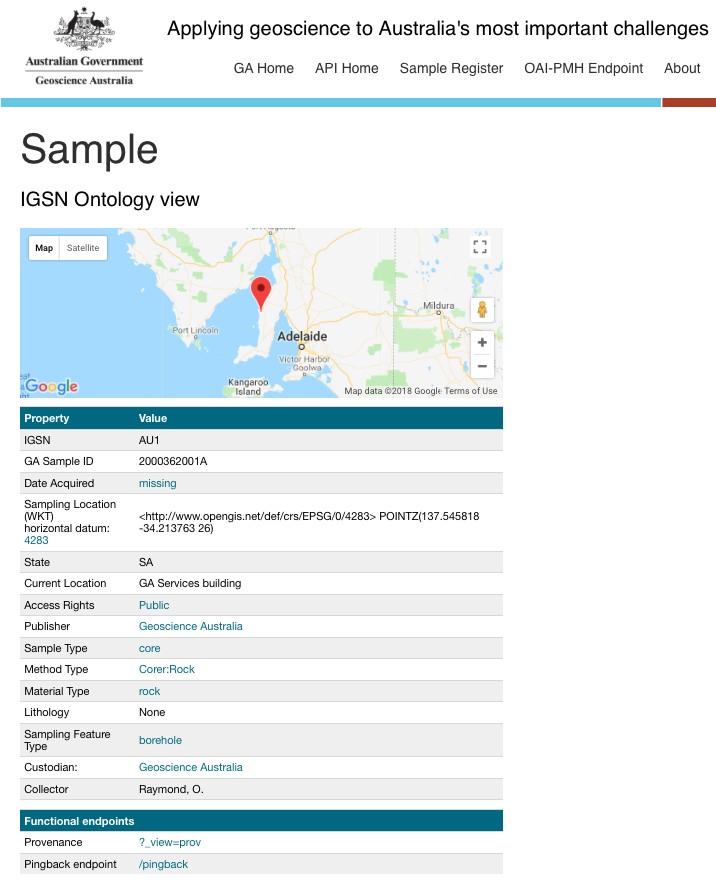 Applying geoscience to Australia's most important challenges
Australian Government
Geoscience Australia
GA Home API Home Sample Register OAI-PMH Endpoint About
Sample
IGSN Ontology view
Map Satellite
Mildura
Port Lincoln
Adelaide
Victor Harbor
Goolwa
Kangaroo
Island
Google
Map data ©2018 Google Terms of Use
Property Value
IGSN AU1
GA Sample ID 2000362001A
Date Acquired missing
Sampling Location
(WKT)
horizontal datum:
4283
<http://www.opengis.net/def/crs/EPSG/0/4283> POINTZ(137.545818
-34.213763 26)
State SA
Current Location GA Services building
Access Rights Public
Publisher Geoscience Australia
Sample Type core
Method Type Corer:Rock
Material Type rock
Lithology None
Sampling Feature
Type
borehole
Custodian: Geoscience Australia
Collector Raymond, O.
Functional endpoints
Provenance ?_view=prov
Pingback endpoint /pingback